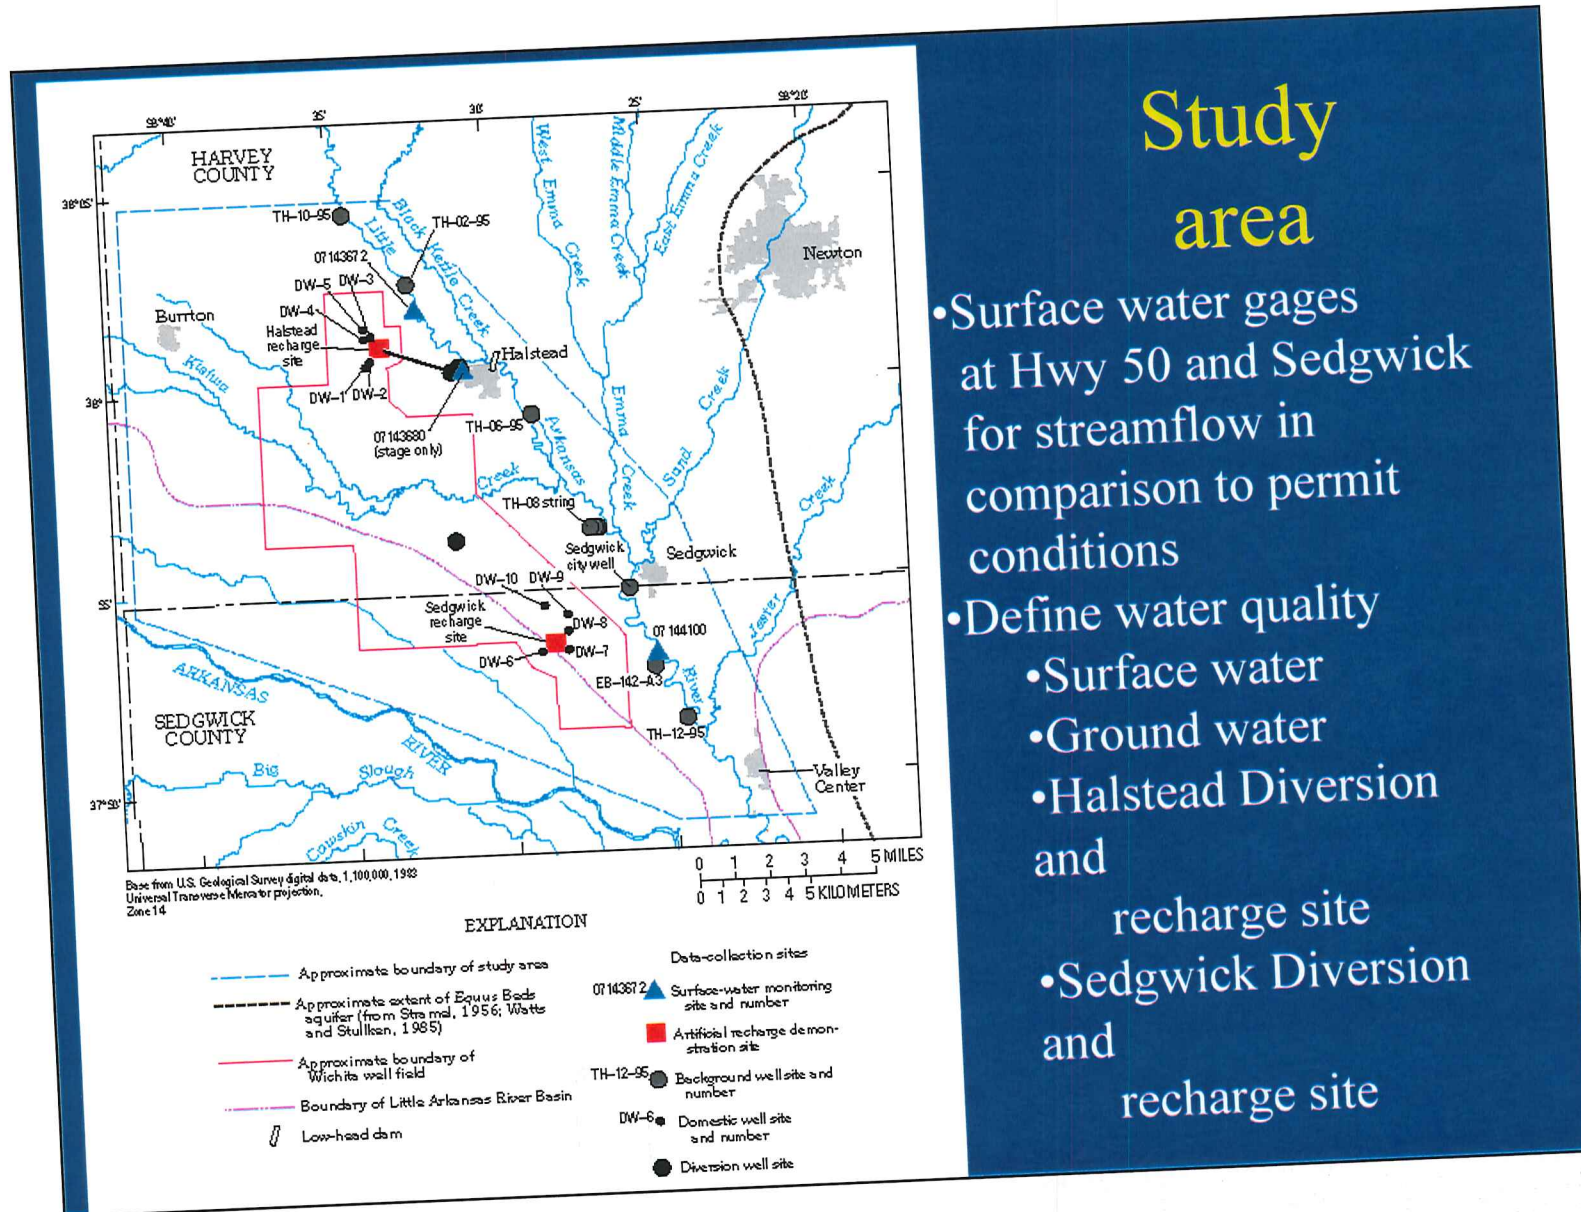 98°40'
35'
30'
25'
98°20'
HARVEY
COUNTY
38°05'
TH-10-95
Little
Black Kettle Creek
TH-02-95
West Emma Creek
Middle Emma Creek
East Emma Creek
Newton
07143672
DW-5
DW-3
DW-4
Burrton
Halstead
recharge
site
Halstead
Kisiwa
DW-1
DW-2
38°
TH-06-95
07143680
(stage only)
Arkansas
Emma
Creek
Sand
Creek
Creek
Creek
TH-08 string
Sedgwick
city well
Sedgwick
DW-10
DW-9
55'
Sedgwick
recharge
site
DW-8
07144100
Jester
DW-6
DW-7
EB-142-A3
River
ARKANSAS
RIVER
SEDGWICK
COUNTY
TH-12-95
Big
Slough
Valley
Center
37°50'
Cowskin Creek
0 1 2 3 4 5 MILES
0 1 2 3 4 5 KILOMETERS
Base from U.S. Geological Survey digital data, 1,100,000, 1983
Universal Transverse Mercator projection,
Zone 14
EXPLANATION
Approximate boundary of study area
Approximate extent of Equus Beds
aquifer (from Stramel, 1956; Watts
and Stullken, 1985)
Approximate boundary of
Wichita well field
Boundary of Little Arkansas River Basin
Low-head dam
Data-collection sites
07143672 Surface-water monitoring
site and number
Artificial recharge demon-
stration site
TH-12-95 Background well site and
number
DW-6 Domestic well site
and number
Diversion well site
Study
area
•Surface water gages
at Hwy 50 and Sedgwick
for streamflow in
comparison to permit
conditions
•Define water quality
•Surface water
•Ground water
•Halstead Diversion
and
recharge site
•Sedgwick Diversion
and
recharge site